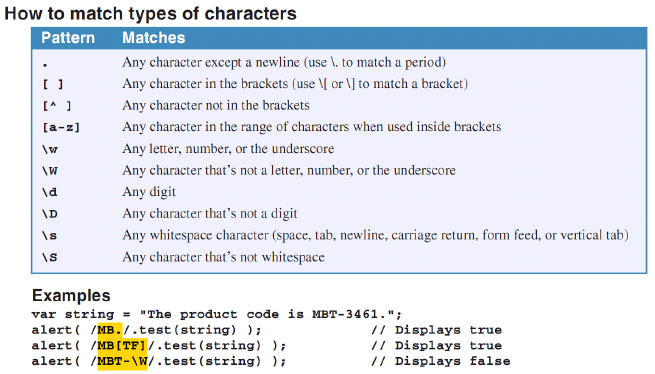 How to match types of characters
Pattern Matches
. Any character except a newline (use \. to match a period)
[ ] Any character in the brackets (use \[ or \] to match a bracket)
[^ ] Any character not in the brackets
[a-z] Any character in the range of characters when used inside brackets
\w Any letter, number, or the underscore
\W Any character that's not a letter, number, or the underscore
\d Any digit
\D Any character that's not a digit
\s Any whitespace character (space, tab, newline, carriage return, form feed, or vertical tab)
\S Any character that's not whitespace
Examples
var string = "The product code is MBT-3461.";
alert( /MB./.test(string) ); // Displays true
alert( /MB[TF]/.test(string) ); // Displays true
alert( /MBT-\W/.test(string) ); // Displays false